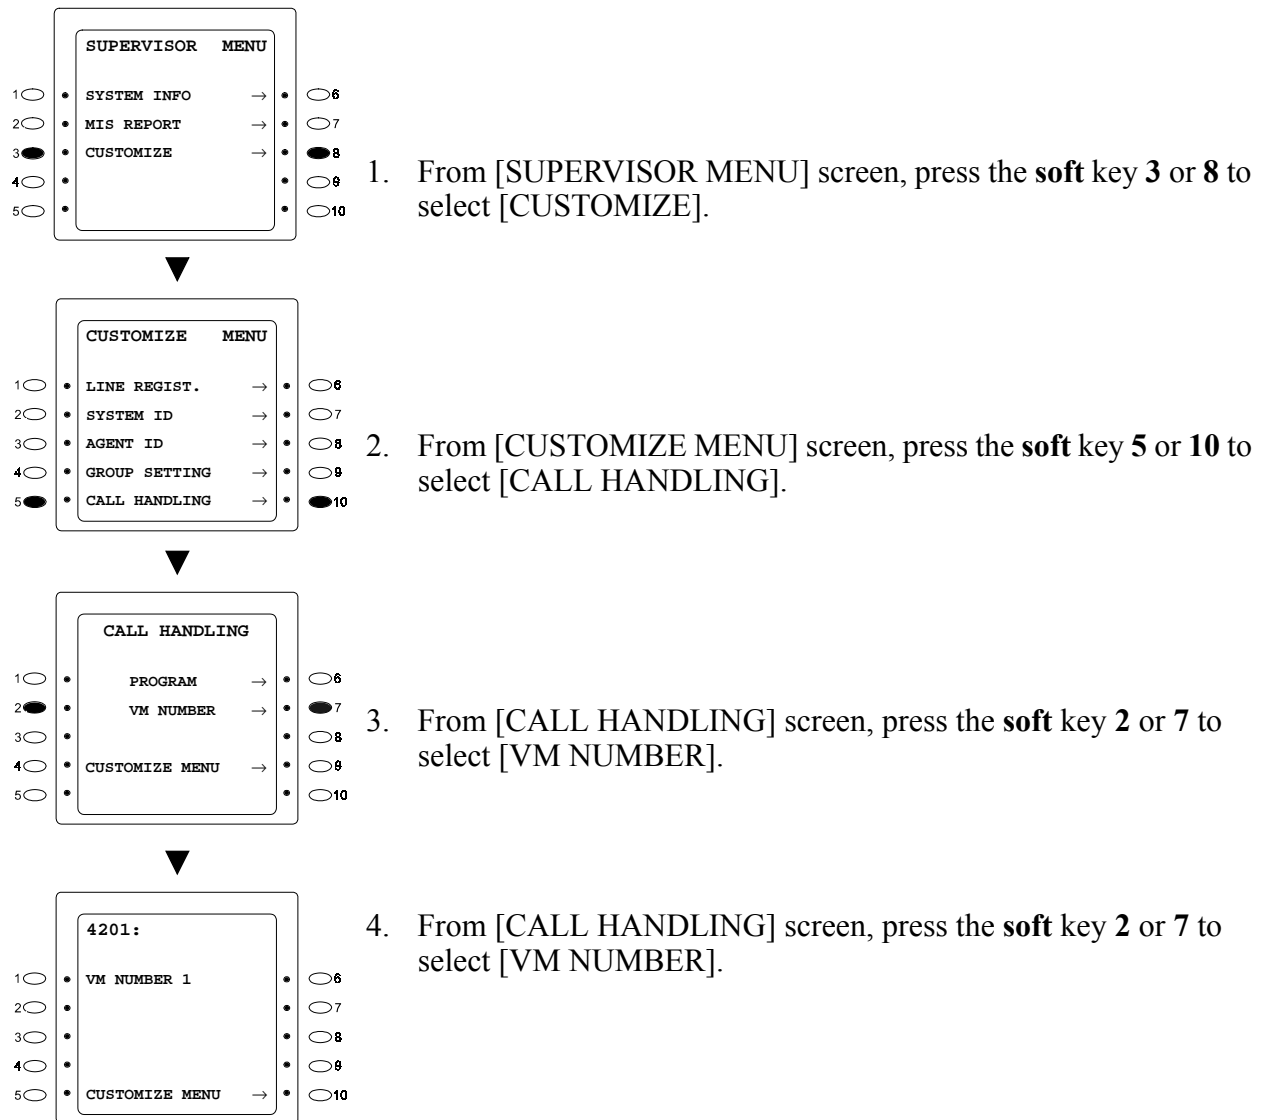 SUPERVISOR MENU
1 SYSTEM INFO → 6
2 MIS REPORT → 7
3 CUSTOMIZE → 8
4 9
5 10
1. From [SUPERVISOR MENU] screen, press the soft key 3 or 8 to
select [CUSTOMIZE].
CUSTOMIZE MENU
1 LINE REGIST. → 6
2 SYSTEM ID → 7
3 AGENT ID → 8
4 GROUP SETTING → 9
5 CALL HANDLING → 10
2. From [CUSTOMIZE MENU] screen, press the soft key 5 or 10 to
select [CALL HANDLING].
CALL HANDLING
1 PROGRAM → 6
2 VM NUMBER → 7
3 8
4 CUSTOMIZE MENU → 9
5 10
3. From [CALL HANDLING] screen, press the soft key 2 or 7 to
select [VM NUMBER].
4201:
1 VM NUMBER 1 6
2 7
3 8
4 9
5 CUSTOMIZE MENU → 10
4. From [CALL HANDLING] screen, press the soft key 2 or 7 to
select [VM NUMBER].